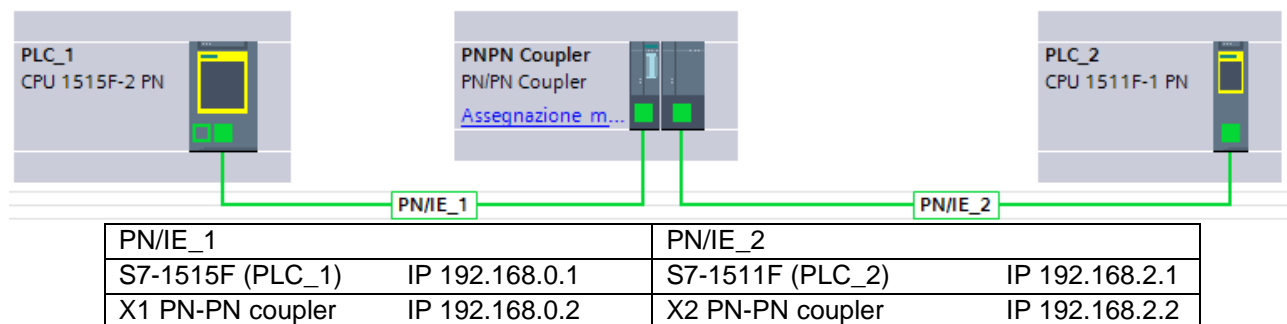 PLC_1
CPU 1515F-2 PN
PNPN Coupler
PN/PN Coupler
Assegnazione m...
PLC_2
CPU 1511F-1 PN
PN/IE_1
PN/IE_2
PN/IE_1 PN/IE_2
S7-1515F (PLC_1) IP 192.168.0.1 S7-1511F (PLC_2) IP 192.168.2.1
X1 PN-PN coupler IP 192.168.0.2 X2 PN-PN coupler IP 192.168.2.2